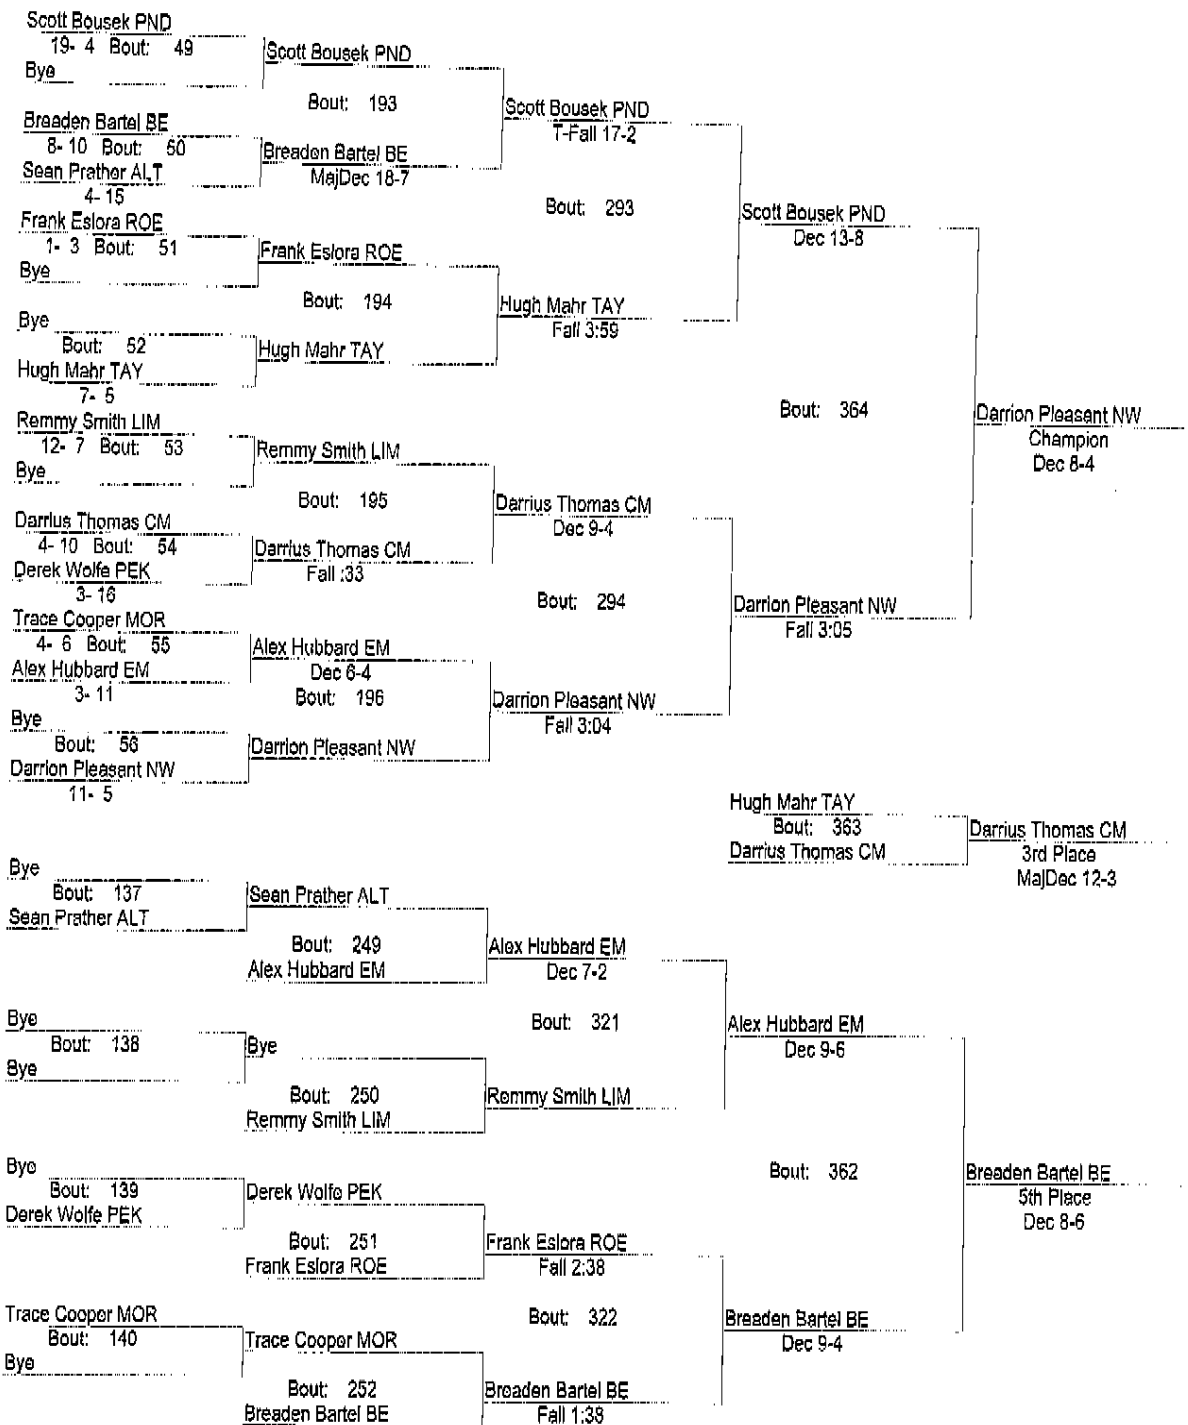 Scott Bousek PND
19- 4 Bout: 49
Bye
Scott Bousek PND
Bout: 193
Breaden Bartel BE
8- 10 Bout: 50
Sean Prather ALT
4- 15
Breaden Bartel BE
MajDec 18-7
Scott Bousek PND
T-Fall 17-2
Bout: 293
Frank Eslora ROE
1- 3 Bout: 51
Bye
Frank Eslora ROE
Bout: 194
Bye
Bout: 52
Hugh Mahr TAY
7- 5
Hugh Mahr TAY
Hugh Mahr TAY
Fall 3:59
Scott Bousek PND
Dec 13-8
Bout: 364
Remmy Smith LIM
12- 7 Bout: 53
Bye
Remmy Smith LIM
Bout: 195
Darrius Thomas CM
4- 10 Bout: 54
Derek Wolfe PEK
3- 16
Darrius Thomas CM
Fall :33
Darrius Thomas CM
Dec 9-4
Bout: 294
Trace Cooper MOR
4- 6 Bout: 55
Alex Hubbard EM
3- 11
Alex Hubbard EM
Dec 6-4
Bout: 196
Bye
Bout: 56
Darrion Pleasant NW
11- 5
Darrion Pleasant NW
Darrion Pleasant NW
Fall 3:04
Darrion Pleasant NW
Fall 3:05
Darrion Pleasant NW
Champion
Dec 8-4
Hugh Mahr TAY
Bout: 363
Darrius Thomas CM
Darrius Thomas CM
3rd Place
MajDec 12-3
Bye
Bout: 137
Sean Prather ALT
Sean Prather ALT
Bout: 249
Alex Hubbard EM
Alex Hubbard EM
Dec 7-2
Bout: 321
Bye
Bout: 138
Bye
Bye
Bout: 250
Remmy Smith LIM
Remmy Smith LIM
Alex Hubbard EM
Dec 9-6
Bout: 362
Bye
Bout: 139
Derek Wolfe PEK
Derek Wolfe PEK
Bout: 251
Frank Eslora ROE
Frank Eslora ROE
Fall 2:38
Bout: 322
Trace Cooper MOR
Bout: 140
Bye
Trace Cooper MOR
Bout: 252
Breaden Bartel BE
Breaden Bartel BE
Fall 1:38
Breaden Bartel BE
Dec 9-4
Breaden Bartel BE
5th Place
Dec 8-6